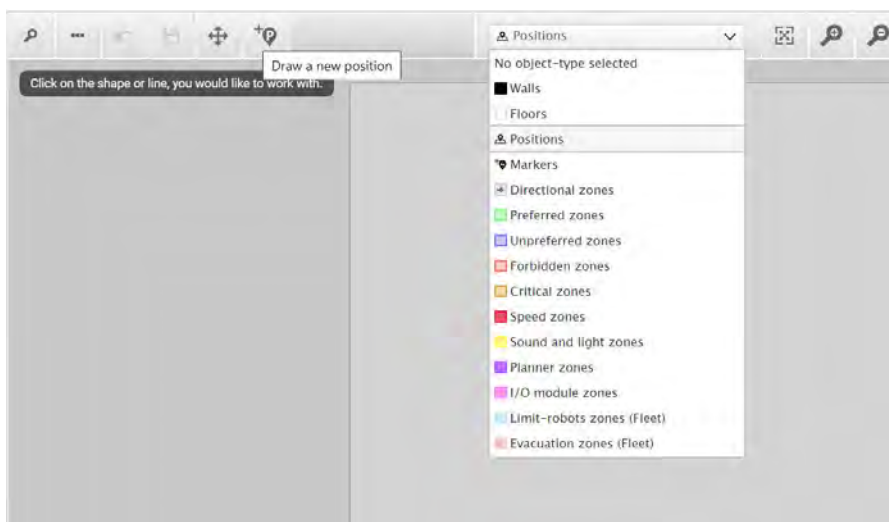 Positions
Draw a new position
Click on the shape or line, you would like to work with.
No object-type selected
Walls
Floors
Positions
Markers
Directional zones
Preferred zones
Unpreferred zones
Forbidden zones
Critical zones
Speed zones
Sound and light zones
Planner zones
I/O module zones
Limit-robots zones (Fleet)
Evacuation zones (Fleet)